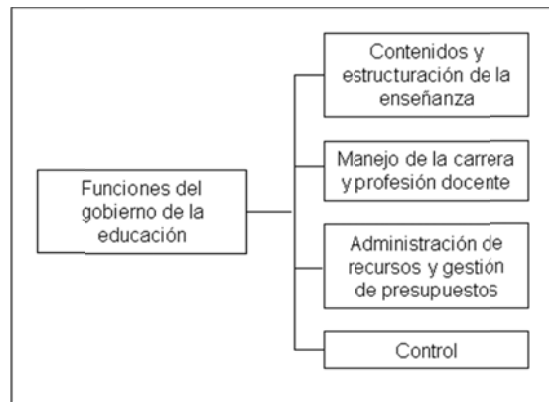 Funciones del
gobierno de la
educación
Contenidos y
estructuración de la
enseñanza
Manejo de la carrera
y profesión docente
Administración de
recursos y gestión
de presupuestos
Control